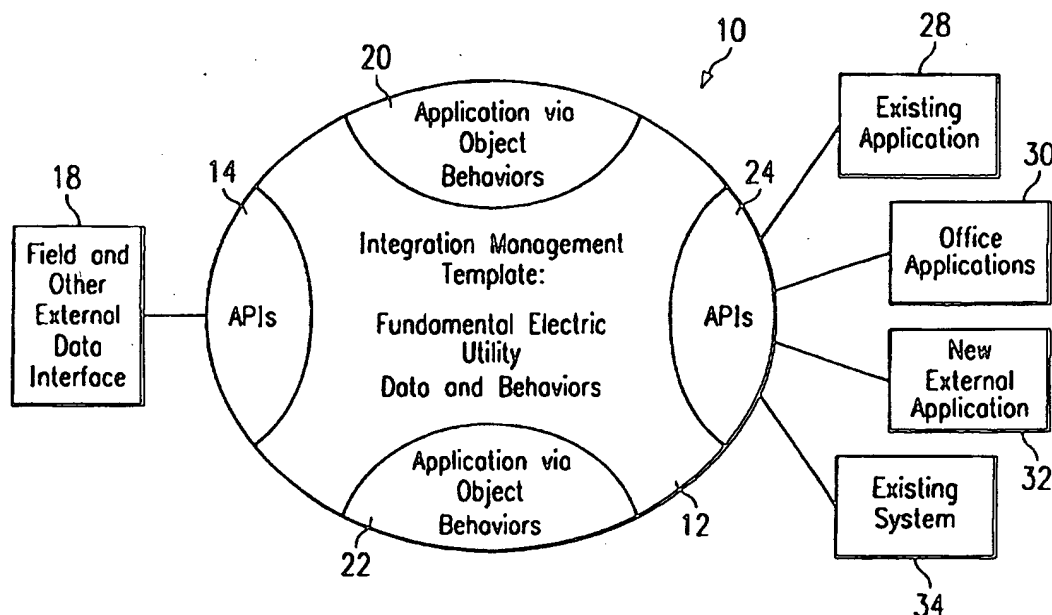 10
20
28
Application via
Object
Behaviors
Existing
Application
14
24
30
18
Field and
Other
External
Data
Interface
APIs
Integration Management
Template:
Fundamental Electric
Utility
Data and Behaviors
APIs
Office
Applications
New
External
Application
32
Application via
Object
Behaviors
22
12
Existing
System
34